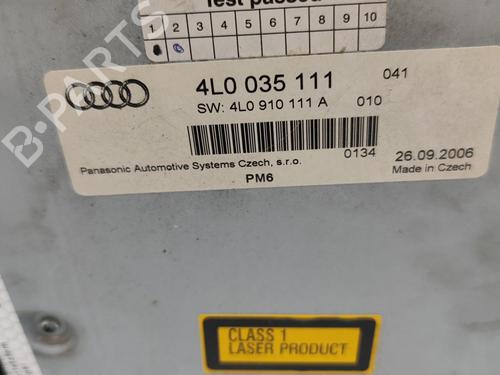 Test passed
1 2 3 4 5 6 7 8 9 10
4L0 035 111 041
SW: 4L0 910 111 A 010
0134
Panasonic Automotive Systems Czech, s.r.o.
26.09.2006
PM6
Made in Czech
CLASS 1
LASER PRODUCT
B-PARTS